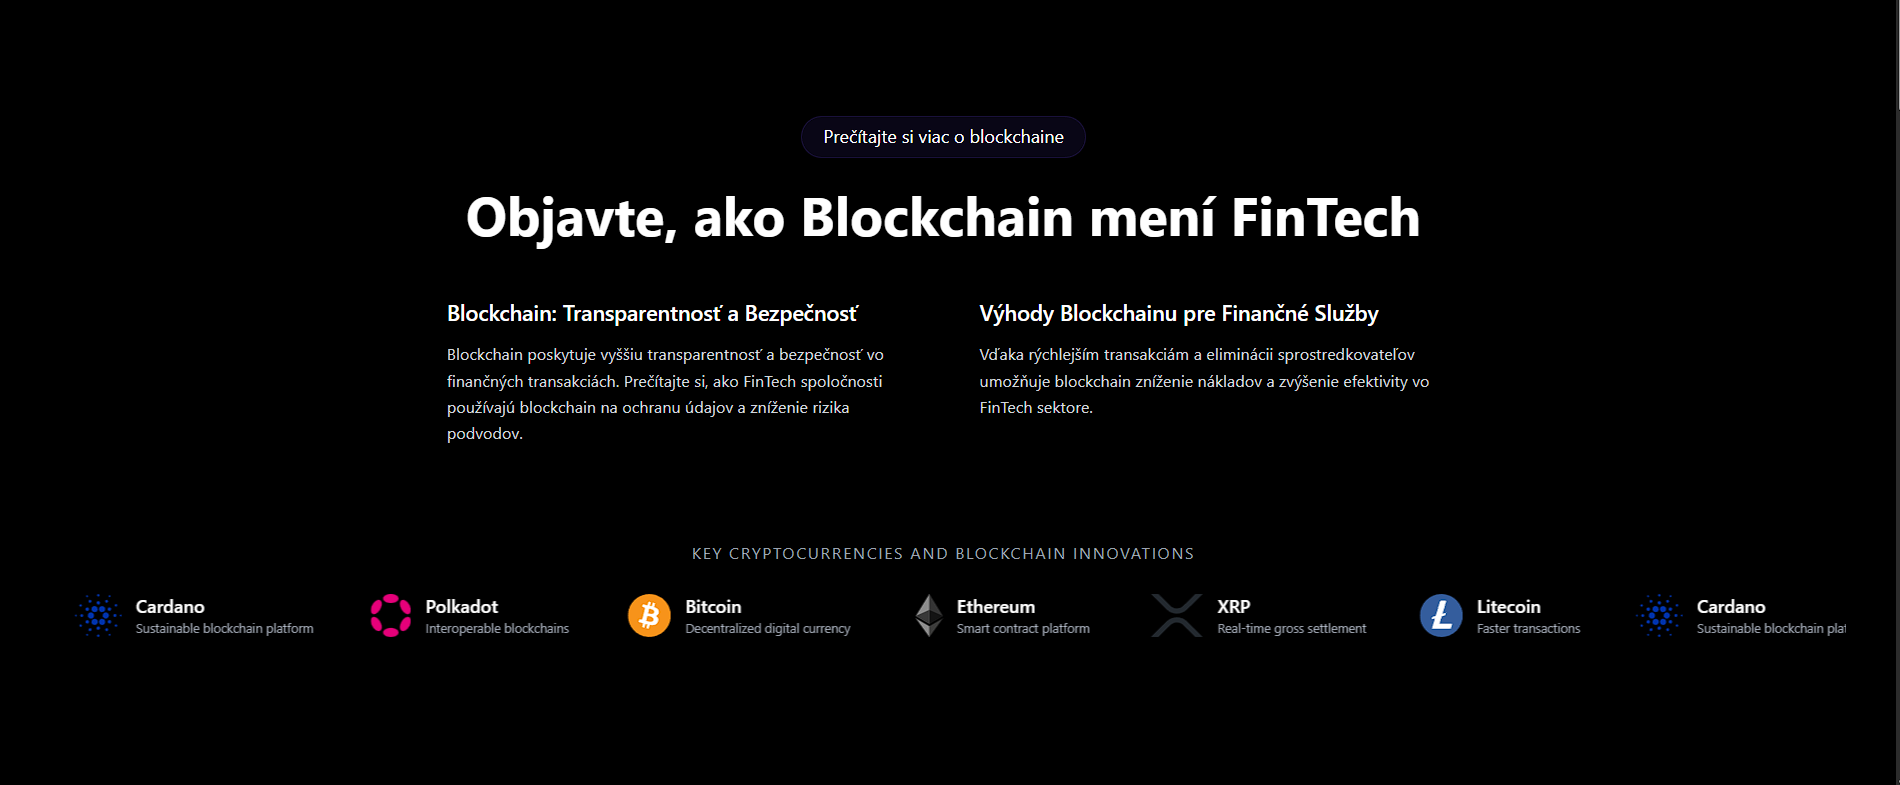 Prečítajte si viac o blockchaine
Objavte, ako Blockchain mení FinTech
Blockchain: Transparentnosť a Bezpečnosť
Blockchain poskytuje vyššiu transparentnosť a bezpečnosť vo
finančných transakciách. Prečítajte si, ako FinTech spoločnosti
používajú blockchain na ochranu údajov a zníženie rizika
podvodov.
Výhody Blockchainu pre Finančné Služby
Vďaka rýchlejším transakciám a eliminácii sprostredkovateľov
umožňuje blockchain zníženie nákladov a zvýšenie efektivity vo
FinTech sektore.
KEY CRYPTOCURRENCIES AND BLOCKCHAIN INNOVATIONS
Cardano
Sustainable blockchain platform
Polkadot
Interoperable blockchains
Bitcoin
Decentralized digital currency
Ethereum
Smart contract platform
XRP
Real-time gross settlement
Litecoin
Faster transactions
Cardano
Sustainable blockchain plat